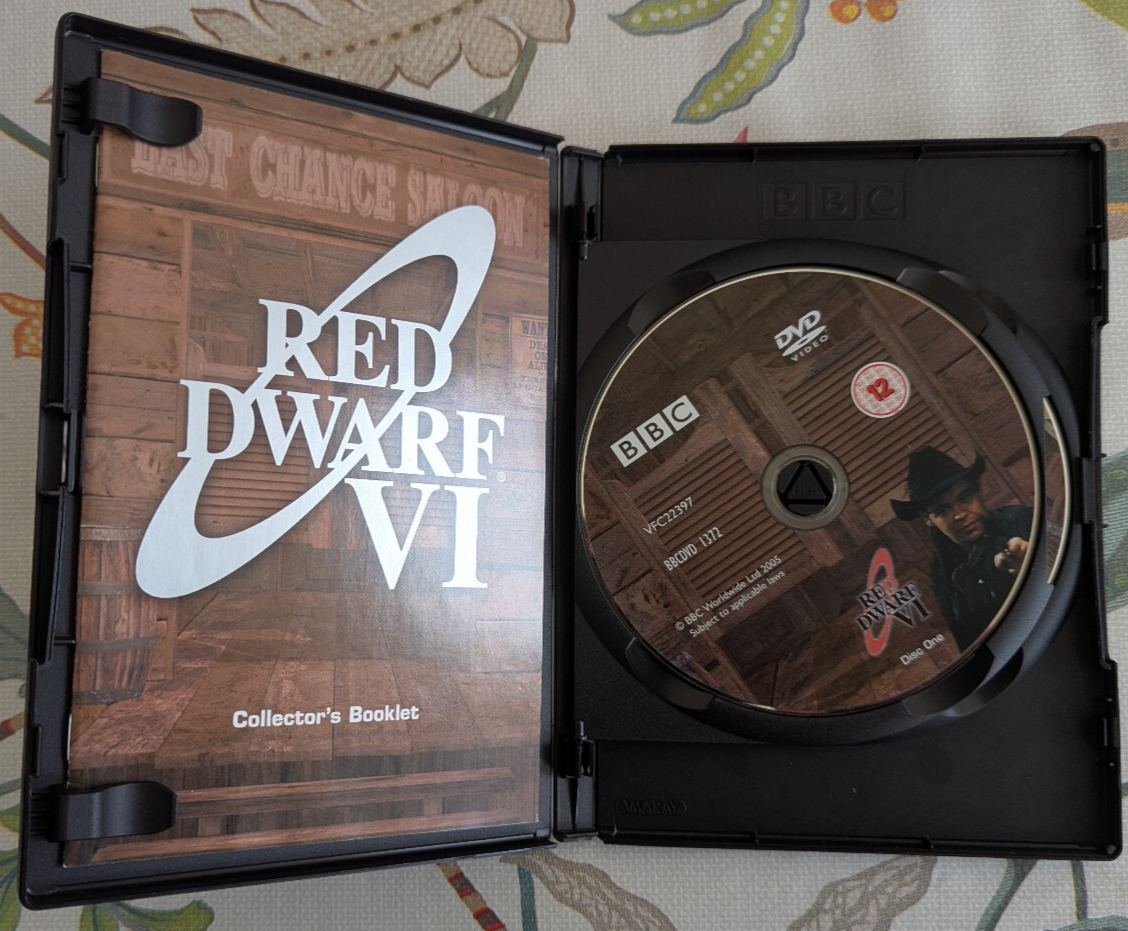 LAST CHANCE SALOON
RED
DWARF
®
VI
WANTED
Collector's Booklet
BBC
DVD
VIDEO
12
BBC
VFC22397
BBCDVD 1372
© BBC Worldwide Ltd 2005
Subject to applicable laws
RED
DWARF
VI
Disc One
AMARAY